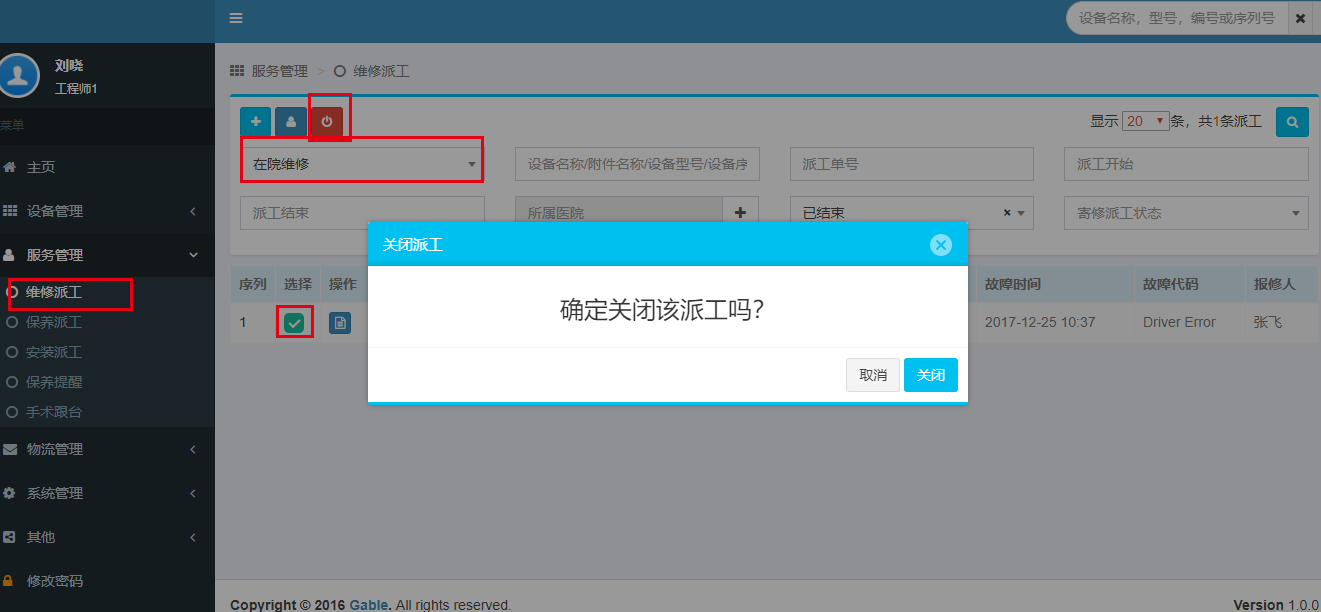 设备名称，型号，编号或序列号
刘晓
工程师1
菜单
主页
设备管理
服务管理
维修派工
保养派工
安装派工
保养提醒
手术跟台
物流管理
系统管理
其他
修改密码
服务管理 > 维修派工
显示 20 条，共1条派工
在院维修
设备名称/附件名称/设备型号/设备序
派工单号
派工开始
派工结束
所属医院
已结束
寄修派工状态
序列 选择 操作 故障时间 故障代码 报修人
1 2017-12-25 10:37 Driver Error 张飞
关闭派工
确定关闭该派工吗？
取消 关闭
Copyright © 2016 Gable. All rights reserved.
Version 1.0.0